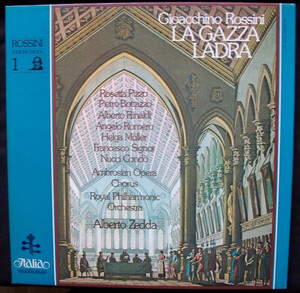 ROSSINI
1
Gioacchino Rossini
LA GAZZA
LADRA
Rosetta Pizzo
Pietro Bottazzo
Alberto Rinaldi
Angelo Romero
Helga Müller
Francesco Signor
Nucci Condò
Ambrosian Opera
Chorus
Royal Philharmonic
Orchestra
Alberto Zedda
Italia